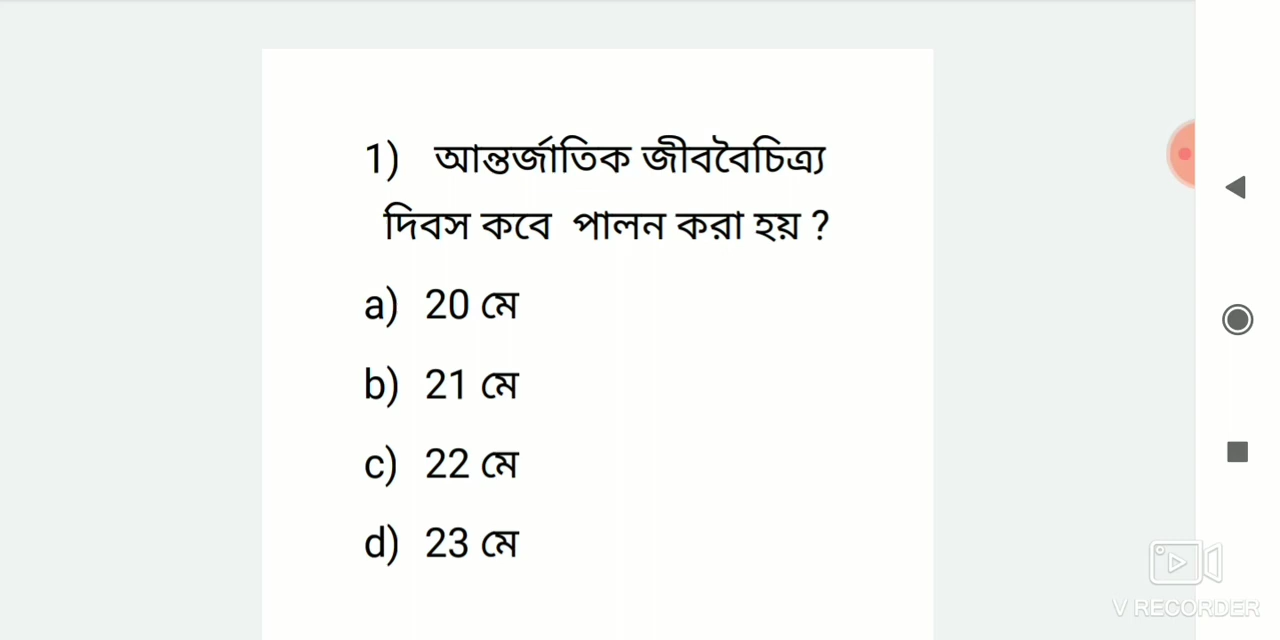 1) আন্তর্জাতিক জীববৈচিত্র্য
দিবস কবে পালন করা হয় ?
a) 20 মে
b) 21 মে
c) 22 মে
d) 23 মে
V RECORDER